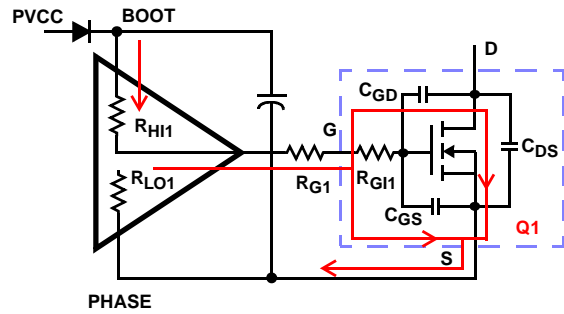 PVCC
BOOT
D
CGD
RHI1
G
CDS
RLO1
RG1
RGI1
CGS
Q1
S
PHASE